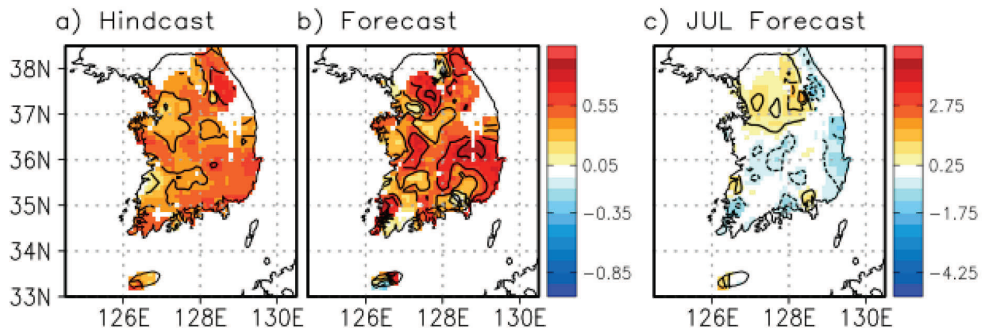 a) Hindcast
b) Forecast
c) JUL Forecast
38N
37N
36N
35N
34N
33N
126E 128E 130E
126E 128E 130E
0.55
0.05
−0.35
−0.85
126E 128E 130E
2.75
0.25
−1.75
−4.25